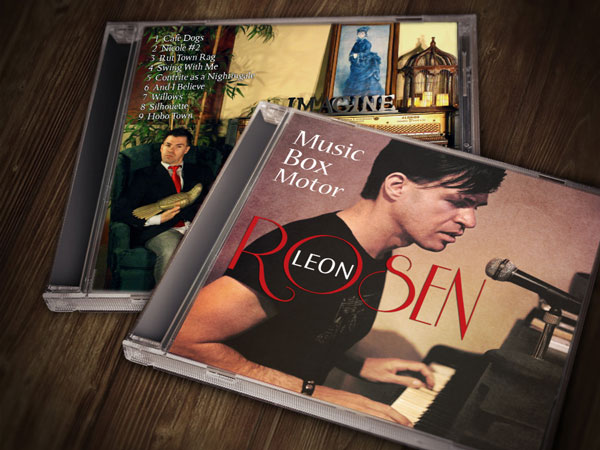 1 Cafe Dogs
2 Nicole #2
3 Rut Town Rag
4 Swing With Me
5 Contrite as a Nightingale
6 And I Believe
7 Willows
8 Silhouette
9 Hobo Town
IMAGINE
Music
Box
Motor
ROSEN
LEON